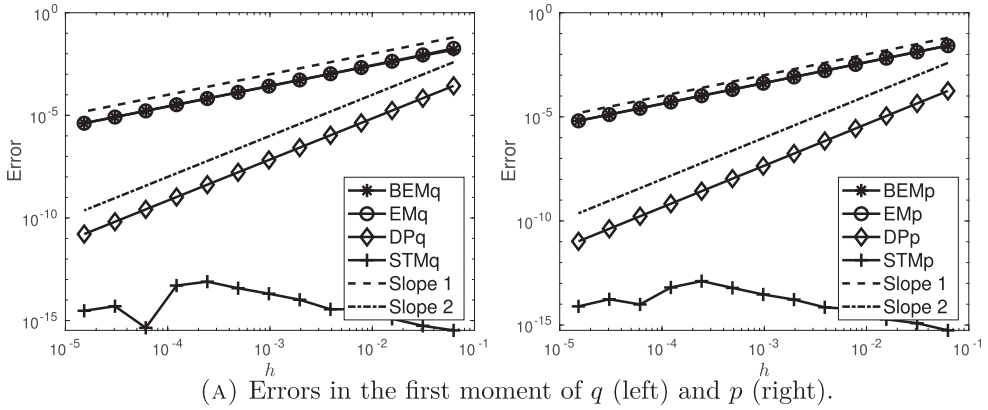 10^0
10^-5
10^-10
10^-15
Error
BEMq
EMq
DPq
STMq
Slope 1
Slope 2
10^-5 10^-4 10^-3 10^-2 10^-1
h
10^0
10^-5
10^-10
10^-15
Error
BEMp
EMp
DPp
STMp
Slope 1
Slope 2
10^-5 10^-4 10^-3 10^-2 10^-1
h
(A) Errors in the first moment of q (left) and p (right).